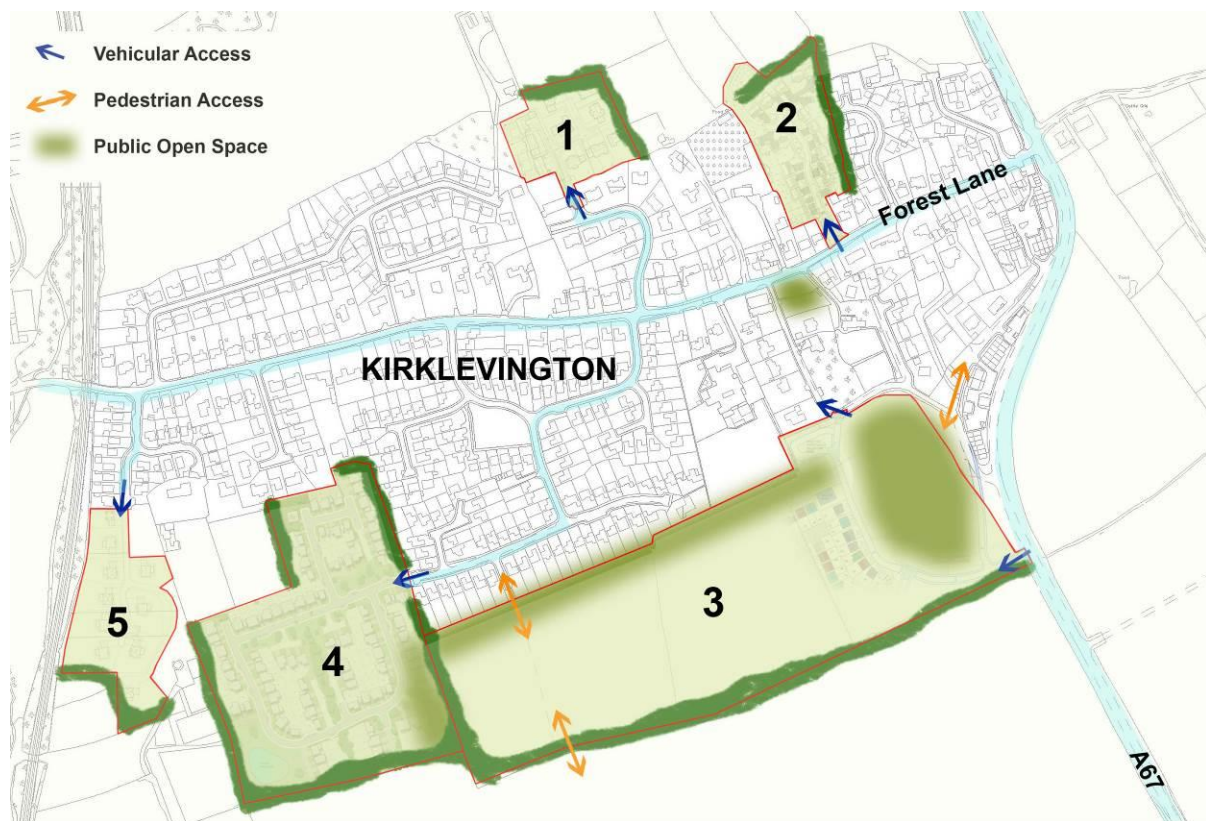 Vehicular Access
Pedestrian Access
Public Open Space
1
2
Forest Lane
KIRKLEVINGTON
3
4
5
A67